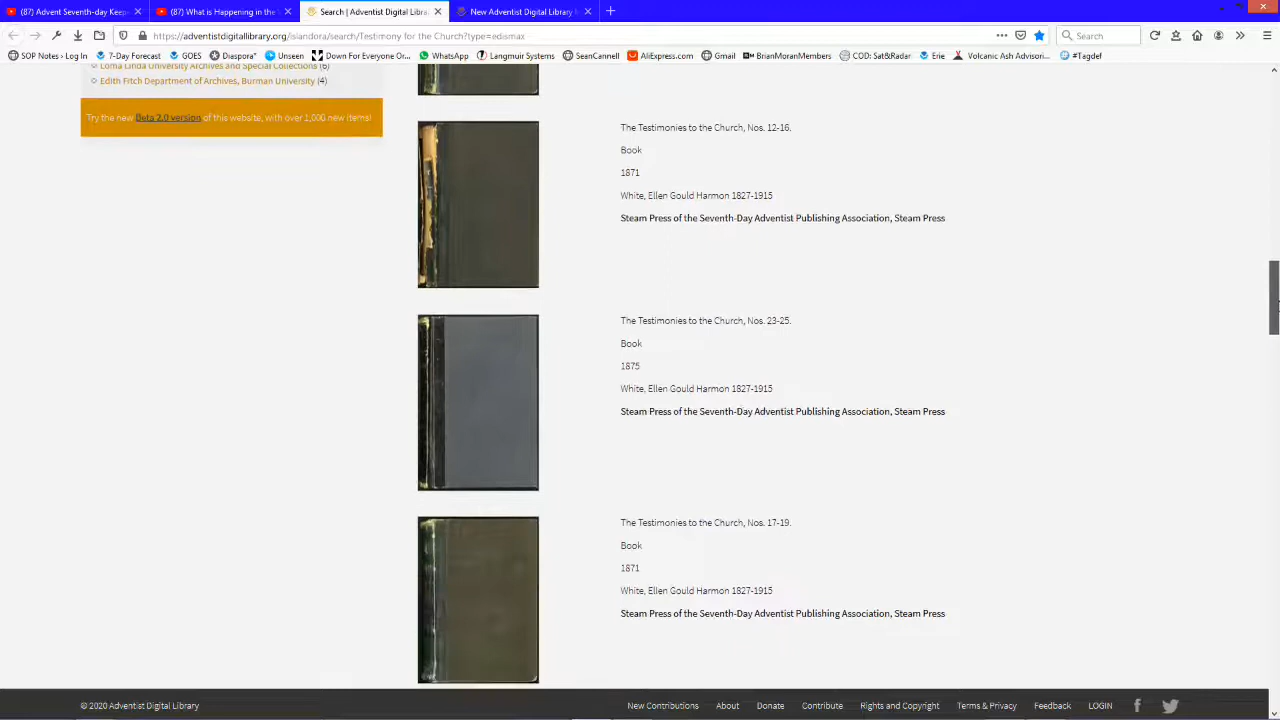 (87) Advent Seventh-day Keep
(87) What is Happening in the
Search | Adventist Digital Libra
New Adventist Digital Library
https://adventistdigitallibrary.org/islandora/search/Testimony for the Church?type=edismax
Search
SOP Notes › Log In
7-Day Forecast
GOES
Diaspora*
Unseen
Down For Everyone Or...
WhatsApp
Langmuir Systems
SeanCannell
AliExpress.com
Gmail
BrianMoranMembers
COD: Sat&Radar
Erie
Volcanic Ash Advisori...
#Tagdef
Loma Linda University Archives and Special Collections (6)
Edith Fitch Department of Archives, Burman University (4)
Try the new Beta 2.0 version of this website, with over 1,000 new items!
The Testimonies to the Church, Nos. 12-16.
Book
1871
White, Ellen Gould Harmon 1827-1915
Steam Press of the Seventh-Day Adventist Publishing Association, Steam Press
The Testimonies to the Church, Nos. 23-25.
Book
1875
White, Ellen Gould Harmon 1827-1915
Steam Press of the Seventh-Day Adventist Publishing Association, Steam Press
The Testimonies to the Church, Nos. 17-19.
Book
1871
White, Ellen Gould Harmon 1827-1915
Steam Press of the Seventh-Day Adventist Publishing Association, Steam Press
© 2020 Adventist Digital Library
New Contributions
About
Donate
Contribute
Rights and Copyright
Terms & Privacy
Feedback
LOGIN